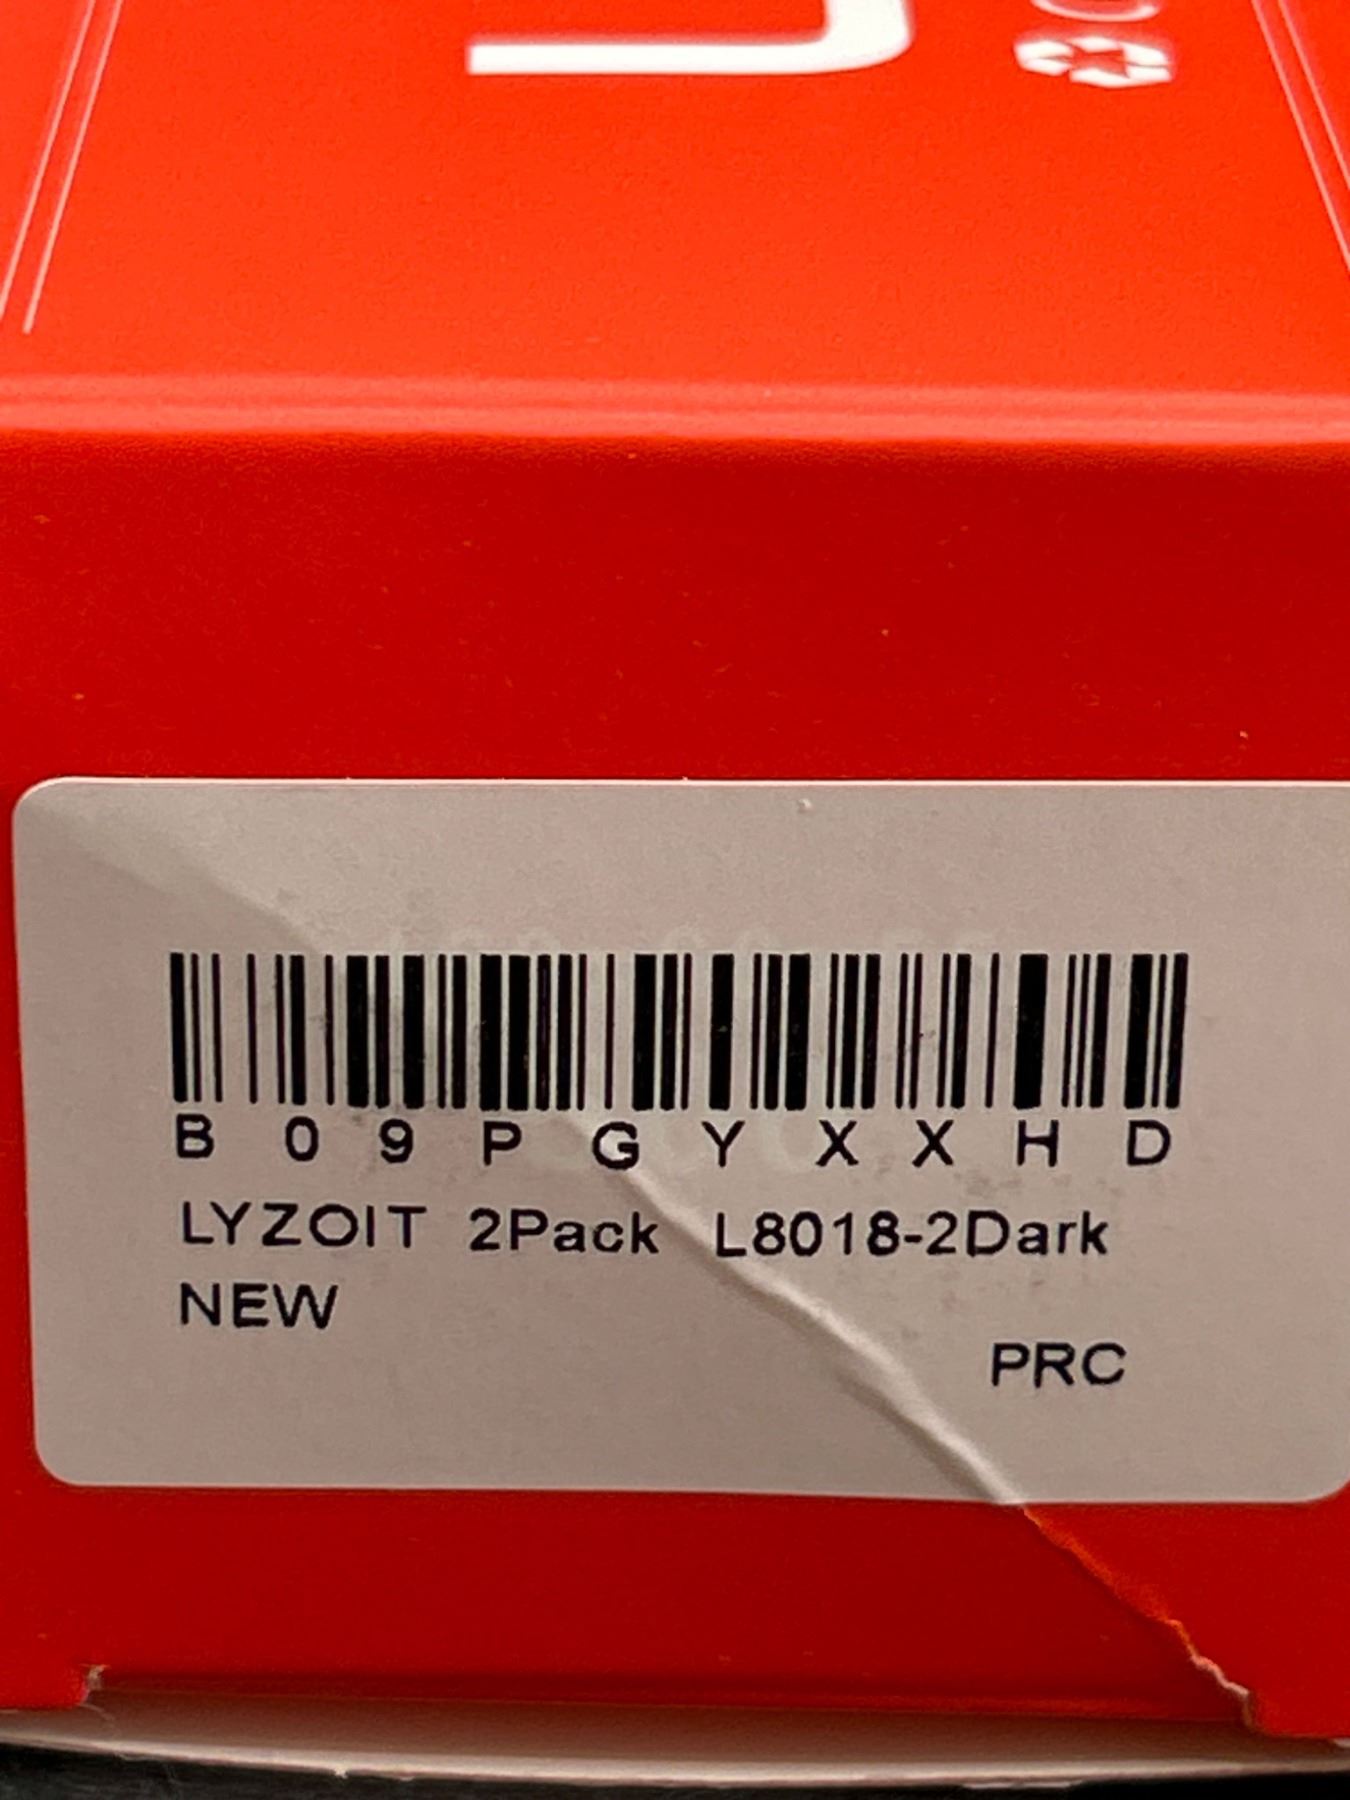 B09PGYXXHD
LYZOIT 2Pack L8018-2Dark
NEW
PRC